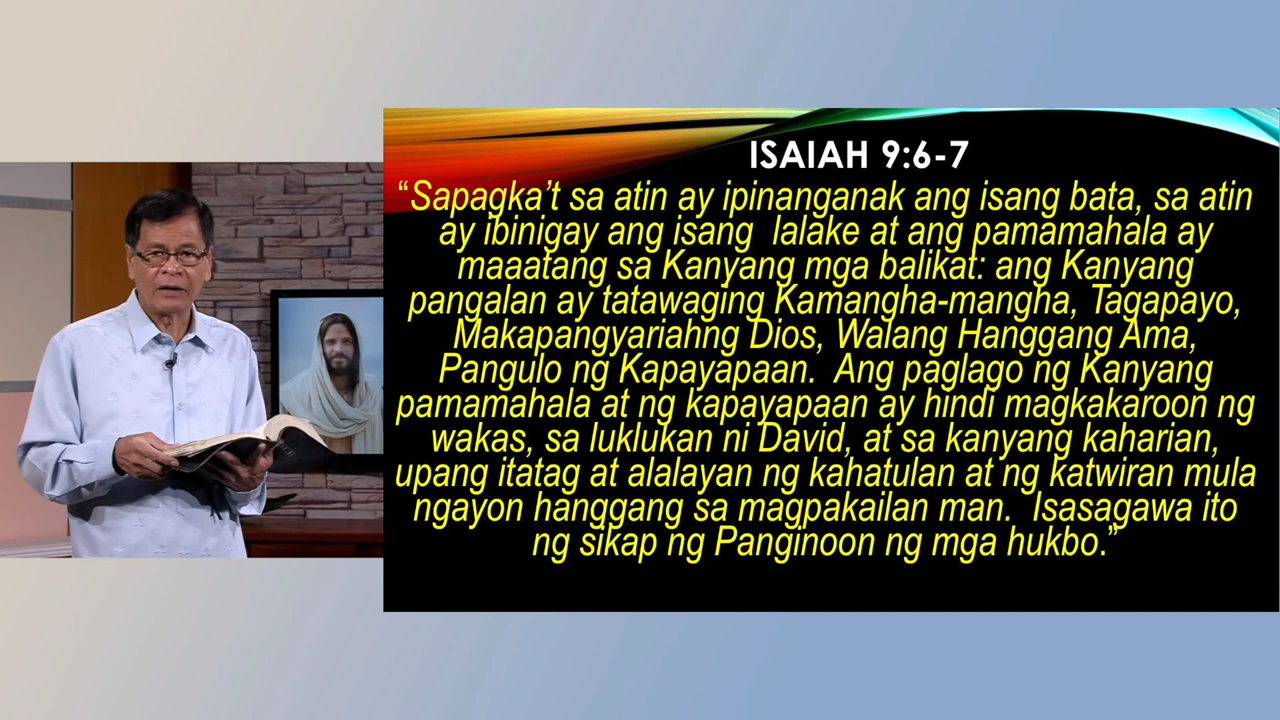 ISAIAH 9:6-7
“Sapagka’t sa atin ay ipinanganak ang isang bata, sa atin
ay ibinigay ang isang lalake at ang pamamahala ay
maaatang sa Kanyang mga balikat: ang Kanyang
pangalan ay tatawaging Kamangha-mangha, Tagapayo,
Makapangyariahng Dios, Walang Hanggang Ama,
Pangulo ng Kapayapaan. Ang paglago ng Kanyang
pamamahala at ng kapayapaan ay hindi magkakaroon ng
wakas, sa luklukan ni David, at sa kanyang kaharian,
upang itatag at alalayan ng kahatulan at ng katwiran mula
ngayon hanggang sa magpakailan man. Isasagawa ito
ng sikap ng Panginoon ng mga hukbo.”